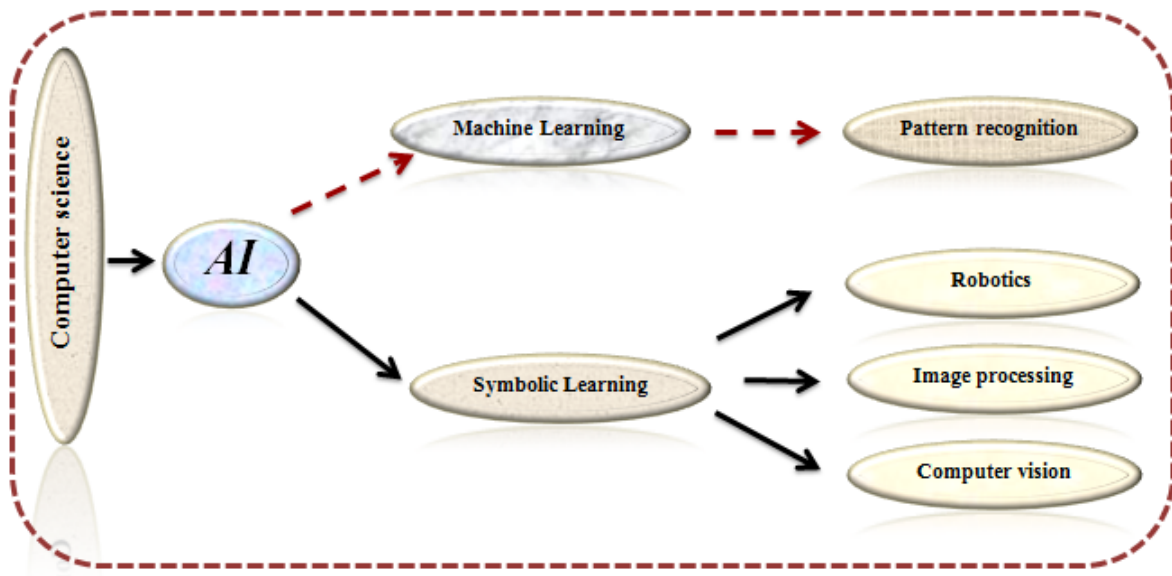 Computer science
AI
Machine Learning
Pattern recognition
Symbolic Learning
Robotics
Image processing
Computer vision